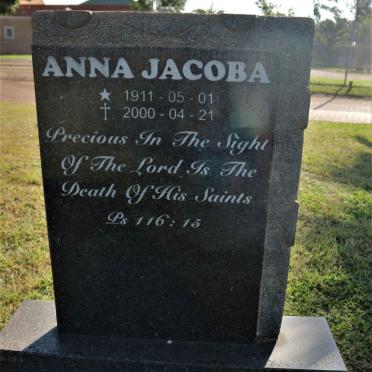 ANNA JACOBA
★ 1911 - 05 - 01
† 2000 - 04 - 21
Precious In The Sight
Of The Lord Is The
Death Of His Saints
Ps 116 : 15